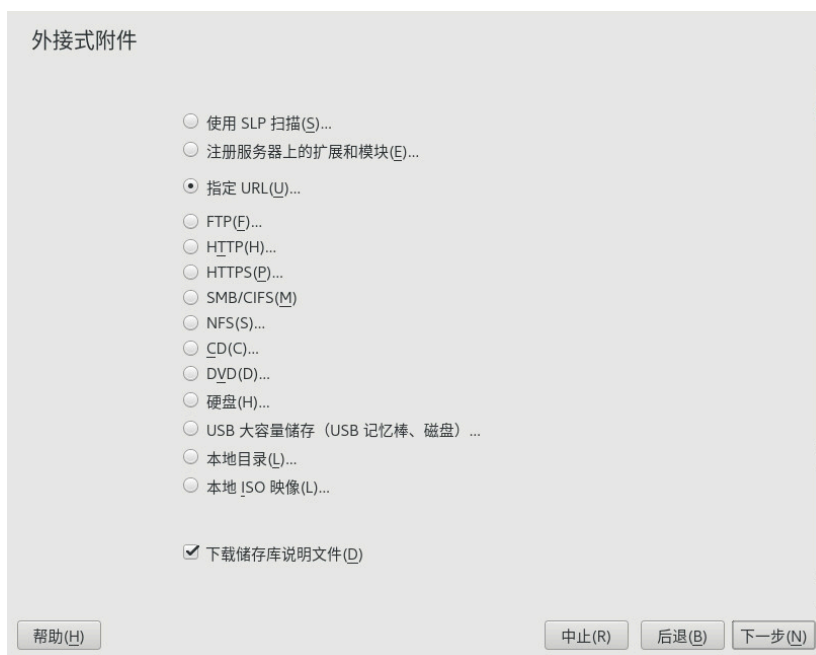 外接式附件
使用 SLP 扫描(S)...
注册服务器上的扩展和模块(E)...
指定 URL(U)...
FTP(F)...
HTTP(H)...
HTTPS(P)...
SMB/CIFS(M)
NFS(S)...
CD(C)...
DVD(D)...
硬盘(H)...
USB 大容量储存（USB 记忆棒、磁盘）...
本地目录(L)...
本地 ISO 映像(L)...
下载储存库说明文件(D)
帮助(H) 中止(R) 后退(B) 下一步(N)